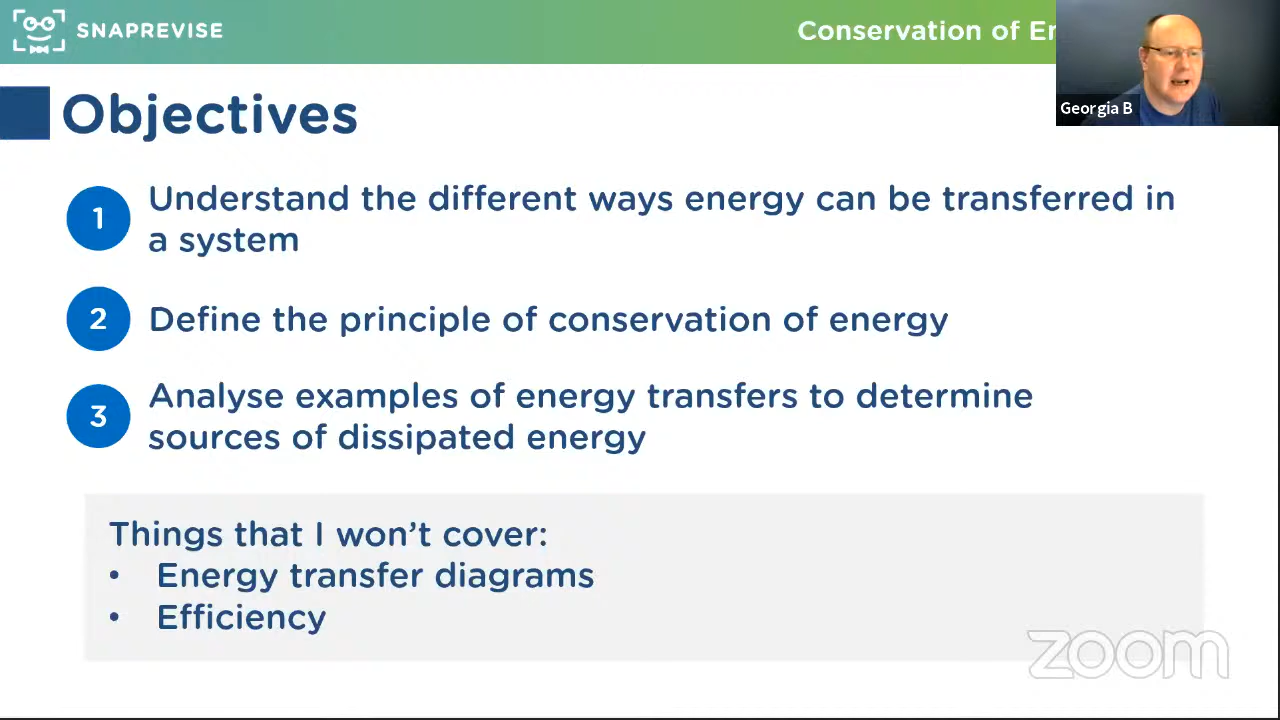 SNAPREVISE
Conservation of
Georgia B
Objectives
1
Understand the different ways energy can be transferred in
a system
2
Define the principle of conservation of energy
3
Analyse examples of energy transfers to determine
sources of dissipated energy
Things that I won’t cover:
• Energy transfer diagrams
• Efficiency
zoom